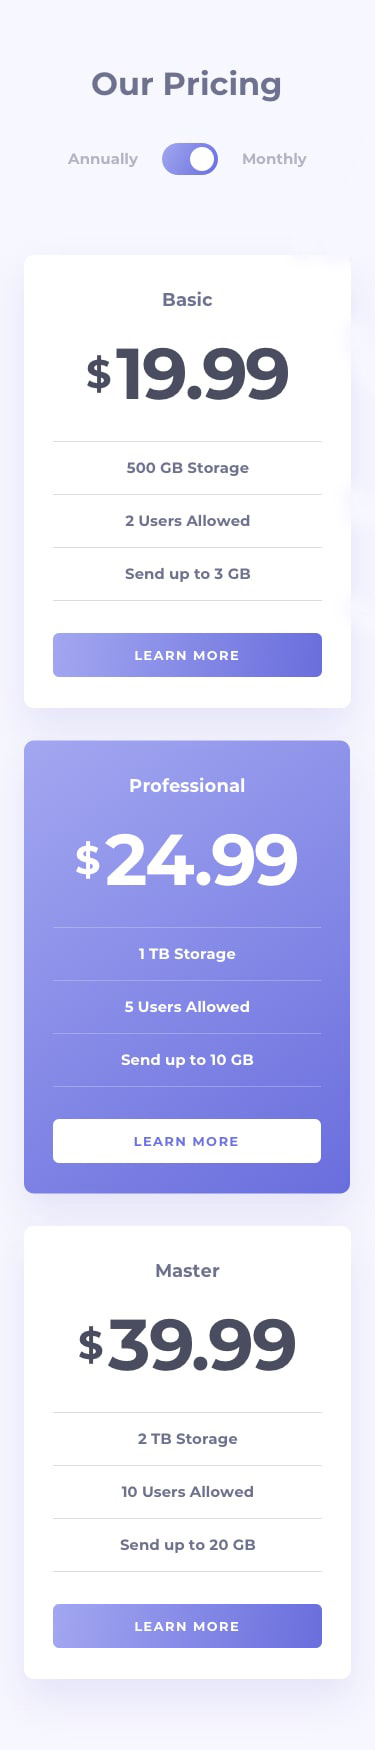 Our Pricing
Annually Monthly
Basic
$19.99
500 GB Storage
2 Users Allowed
Send up to 3 GB
LEARN MORE
Professional
$24.99
1 TB Storage
5 Users Allowed
Send up to 10 GB
LEARN MORE
Master
$39.99
2 TB Storage
10 Users Allowed
Send up to 20 GB
LEARN MORE